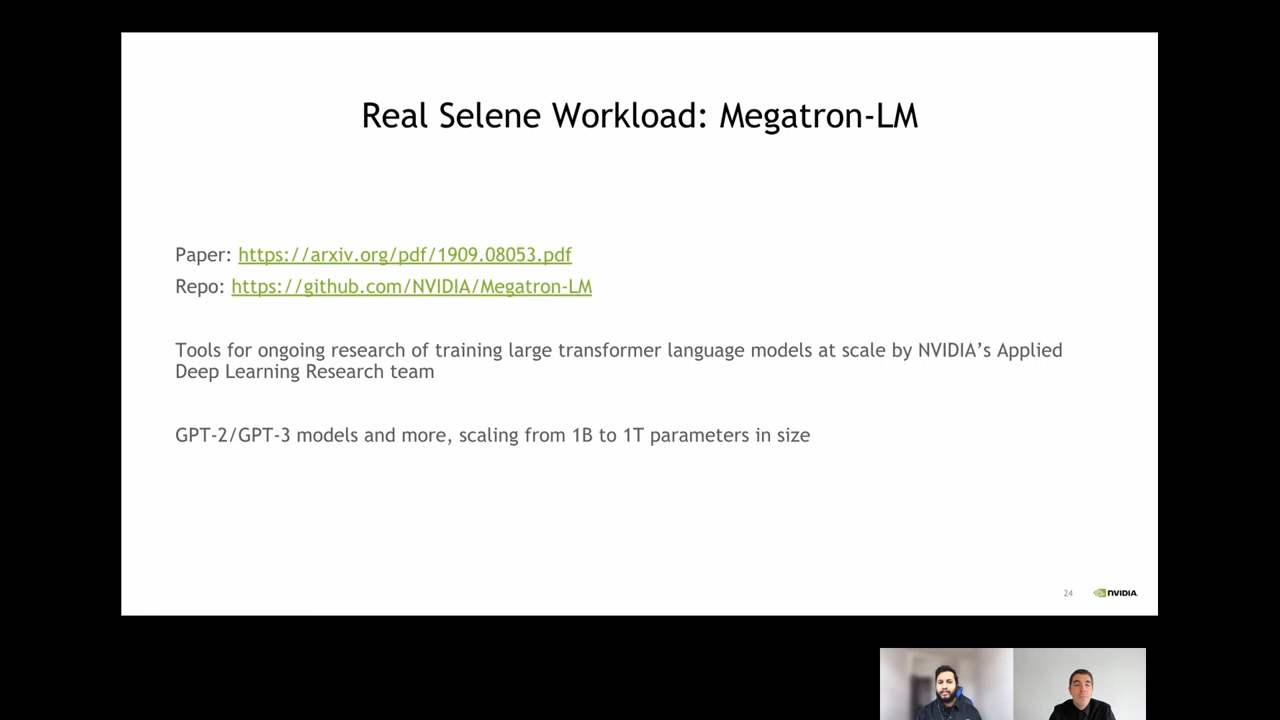 Real Selene Workload: Megatron-LM
Paper: https://arxiv.org/pdf/1909.08053.pdf
Repo: https://github.com/NVIDIA/Megatron-LM
Tools for ongoing research of training large transformer language models at scale by NVIDIA’s Applied
Deep Learning Research team
GPT-2/GPT-3 models and more, scaling from 1B to 1T parameters in size
24
NVIDIA